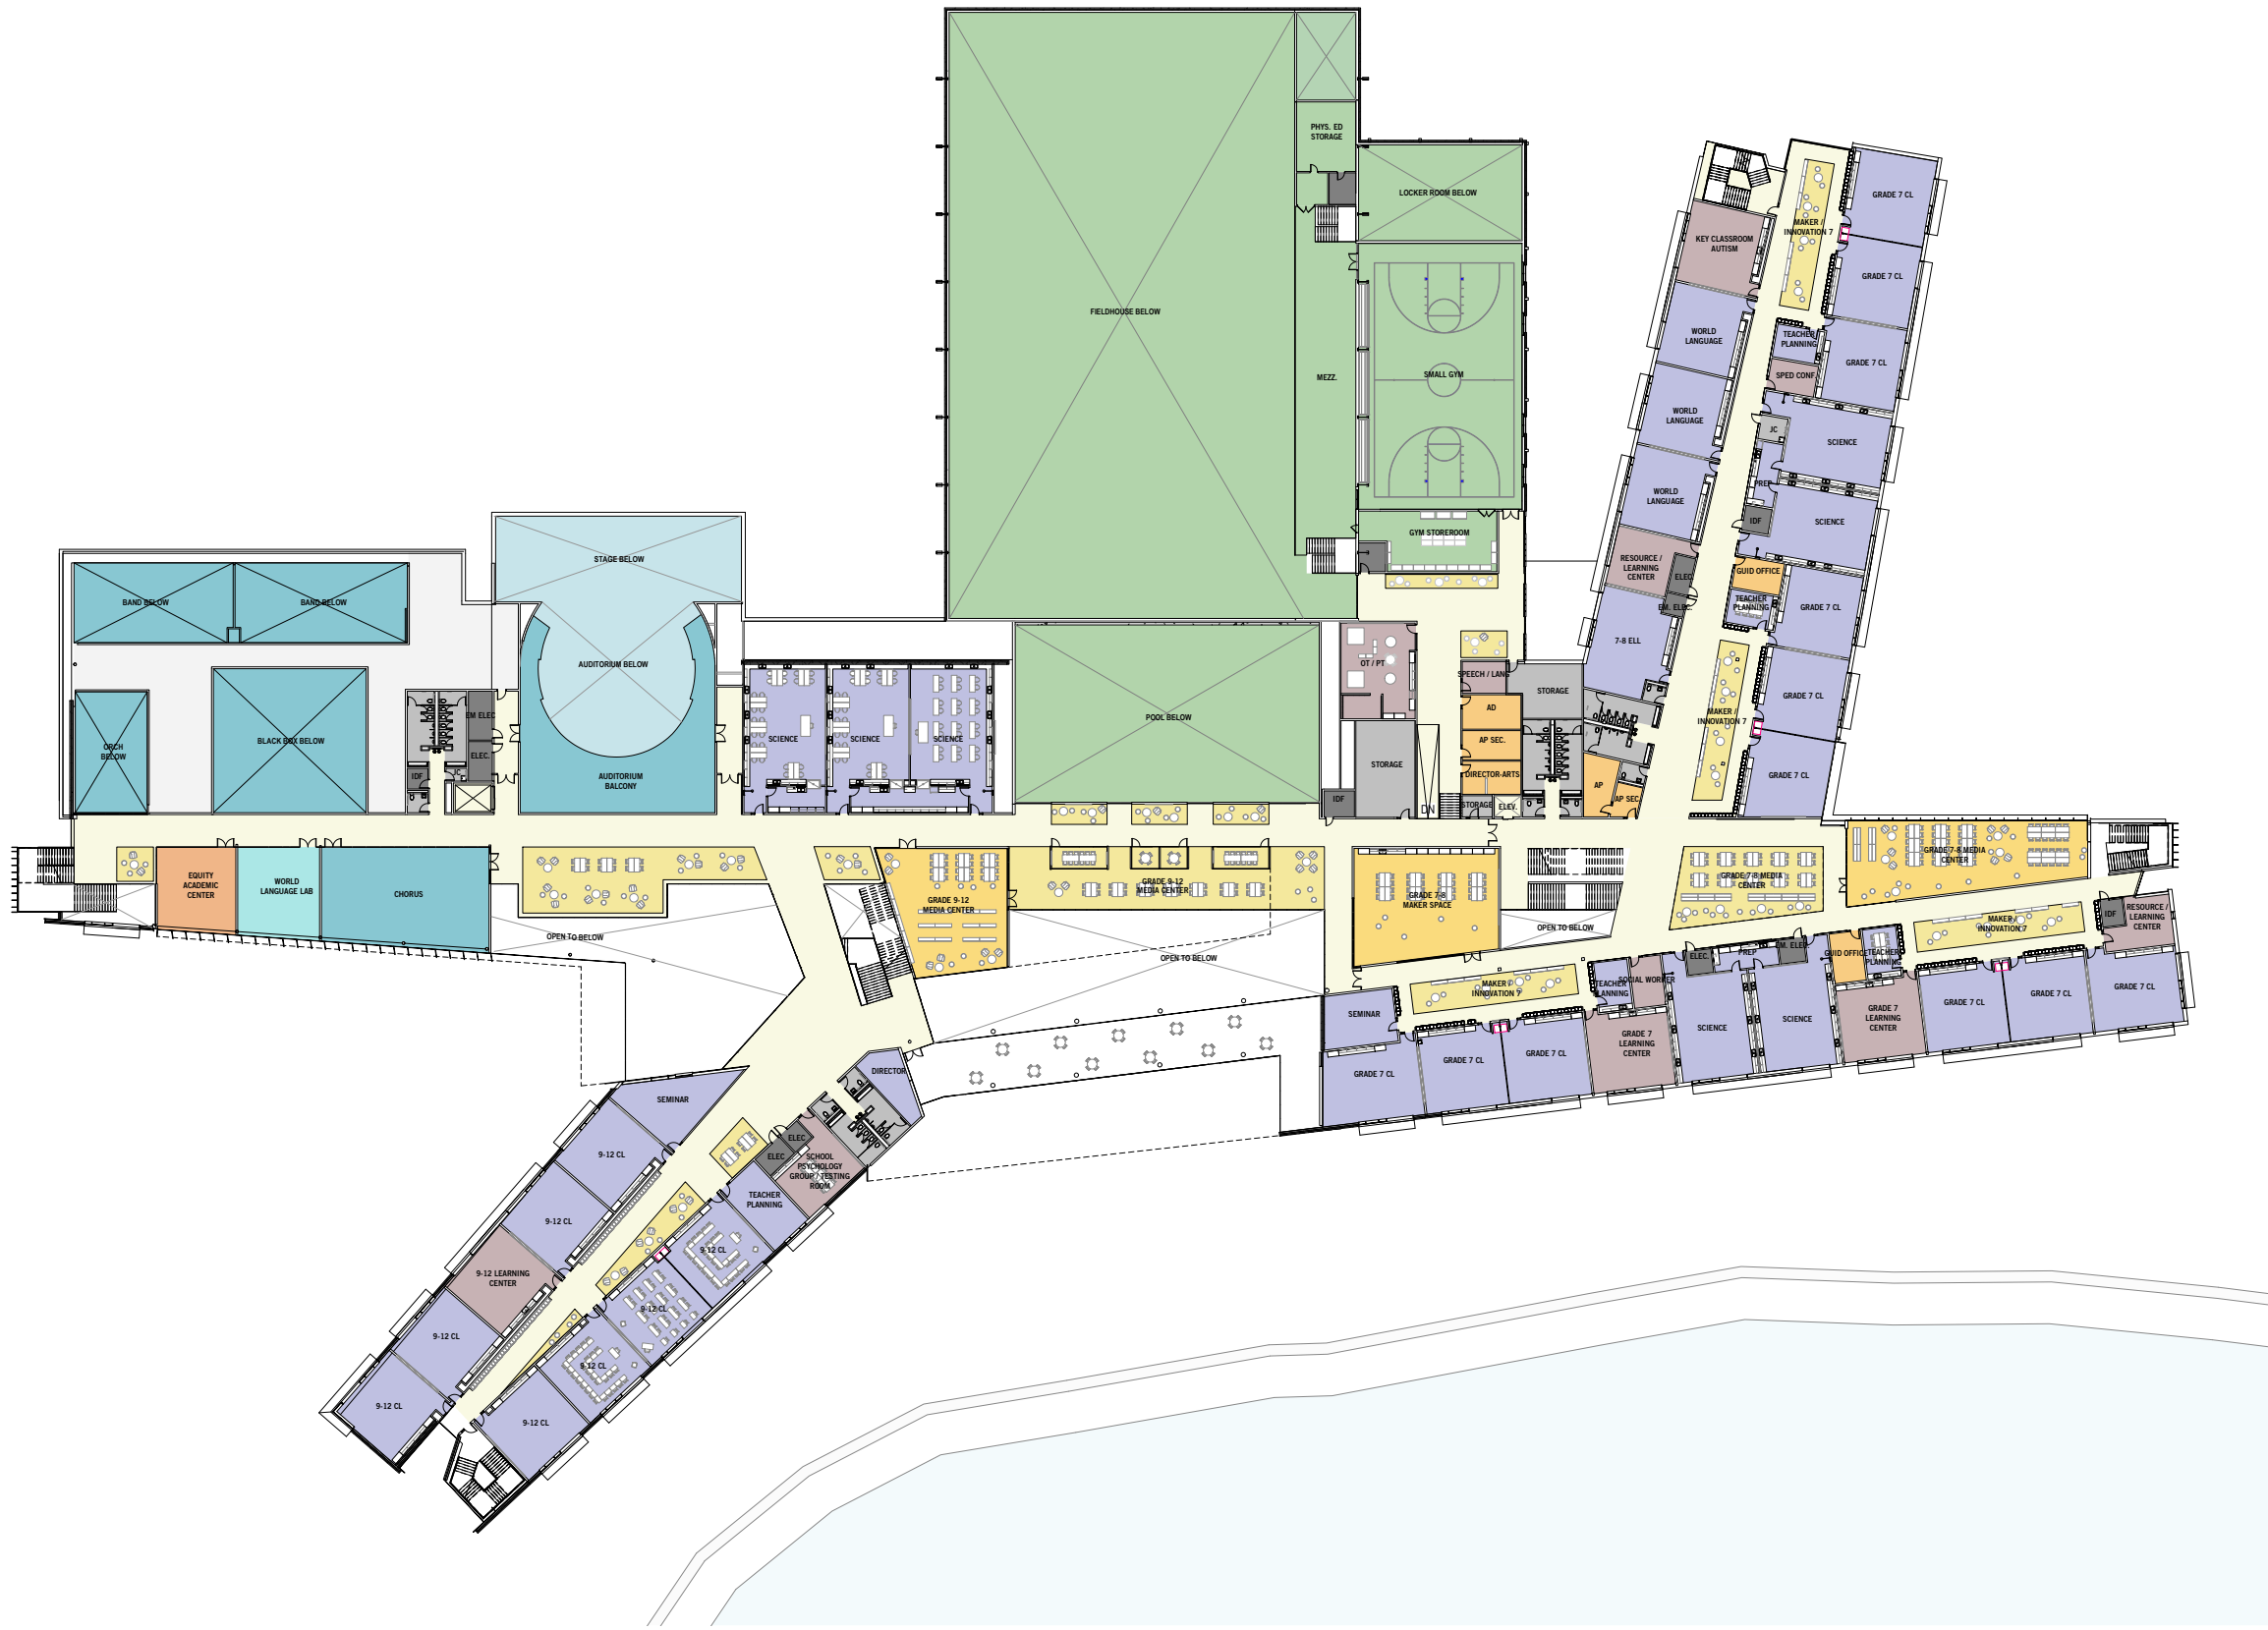 PHYS. ED
STORAGE
LOCKER ROOM BELOW
FIELDHOUSE BELOW
MEZZ.
SMALL GYM
GYM STOREROOM
GRADE 7 CL
MAKER /
INNOVATION 7
KEY CLASSROOM
AUTISM
GRADE 7 CL
WORLD
LANGUAGE
TEACHER
PLANNING
GRADE 7 CL
SPED CONF
WORLD
LANGUAGE
JC
SCIENCE
PREP
WORLD
LANGUAGE
IDF
SCIENCE
RESOURCE /
LEARNING
CENTER
ELEC
GUID OFFICE
EM. ELEC.
TEACHER
PLANNING
GRADE 7 CL
7-8 ELL
MAKER /
INNOVATION 7
GRADE 7 CL
GRADE 7 CL
STAGE BELOW
BAND BELOW
BAND BELOW
AUDITORIUM BELOW
EM ELEC
ORCH
BELOW
BLACK BOX BELOW
ELEC.
IDF
JC
AUDITORIUM
BALCONY
SCIENCE
SCIENCE
SCIENCE
POOL BELOW
OT / PT
SPEECH / LANG
STORAGE
AD
AP SEC.
STORAGE
DIRECTOR-ARTS
IDF
DN
STORAGE
ELEV.
AP
AP SEC
EQUITY
ACADEMIC
CENTER
WORLD
LANGUAGE LAB
CHORUS
OPEN TO BELOW
GRADE 9-12
MEDIA CENTER
GRADE 9-12
MEDIA CENTER
OPEN TO BELOW
GRADE 7-8
MAKER SPACE
OPEN TO BELOW
GRADE 7-8 MEDIA
CENTER
GRADE 7-8 MEDIA
CENTER
IDF
RESOURCE /
LEARNING
CENTER
MAKER /
INNOVATION 7
MAKER /
INNOVATION 7
TEACHER
PLANNING
SOCIAL WORKER
ELEC.
PREP
EM. ELEC.
GUID OFFICE
TEACHER
PLANNING
SEMINAR
GRADE 7 CL
GRADE 7 CL
GRADE 7 CL
GRADE 7
LEARNING
CENTER
SCIENCE
SCIENCE
GRADE 7
LEARNING
CENTER
GRADE 7 CL
GRADE 7 CL
GRADE 7 CL
DIRECTOR
SEMINAR
9-12 CL
ELEC
ELEC
SCHOOL
PSYCHOLOGY
GROUP / TESTING
ROOM
TEACHER
PLANNING
9-12 CL
9-12 CL
9-12 LEARNING
CENTER
9-12 CL
9-12 CL
9-12 CL
9-12 CL
9-12 CL